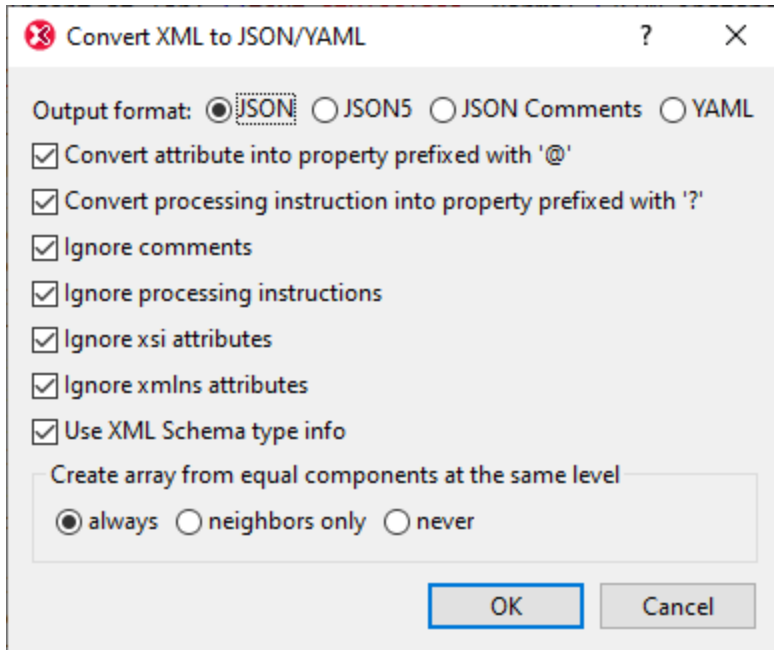 Convert XML to JSON/YAML ?
Output format: JSON JSON5 JSON Comments YAML
Convert attribute into property prefixed with '@'
Convert processing instruction into property prefixed with '?'
Ignore comments
Ignore processing instructions
Ignore xsi attributes
Ignore xmlns attributes
Use XML Schema type info
Create array from equal components at the same level
always neighbors only never
OK Cancel